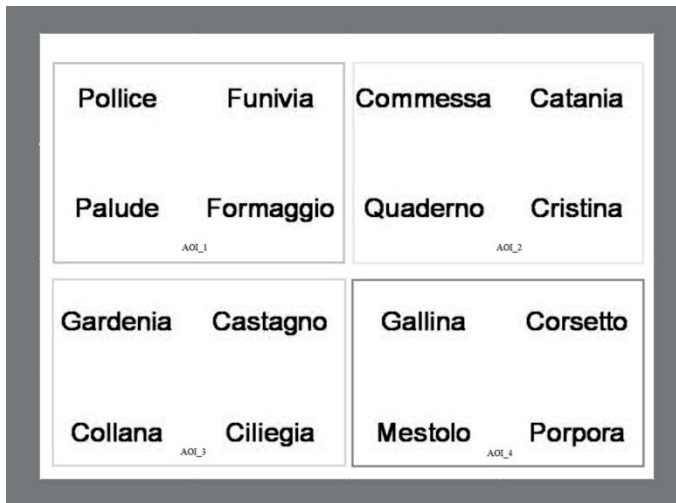 Pollice Funivia Commessa Catania
Palude Formaggio Quaderno Cristina
AOI_1 AOI_2
Gardenia Castagno Gallina Corsetto
Collana Ciliegia Mestolo Porpora
AOI_3 AOI_4